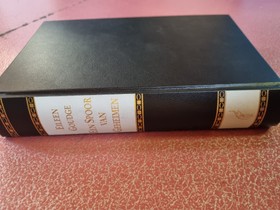 EILEEN
GOUDGE
EEN SPOOR
VAN
GEHEIMEN